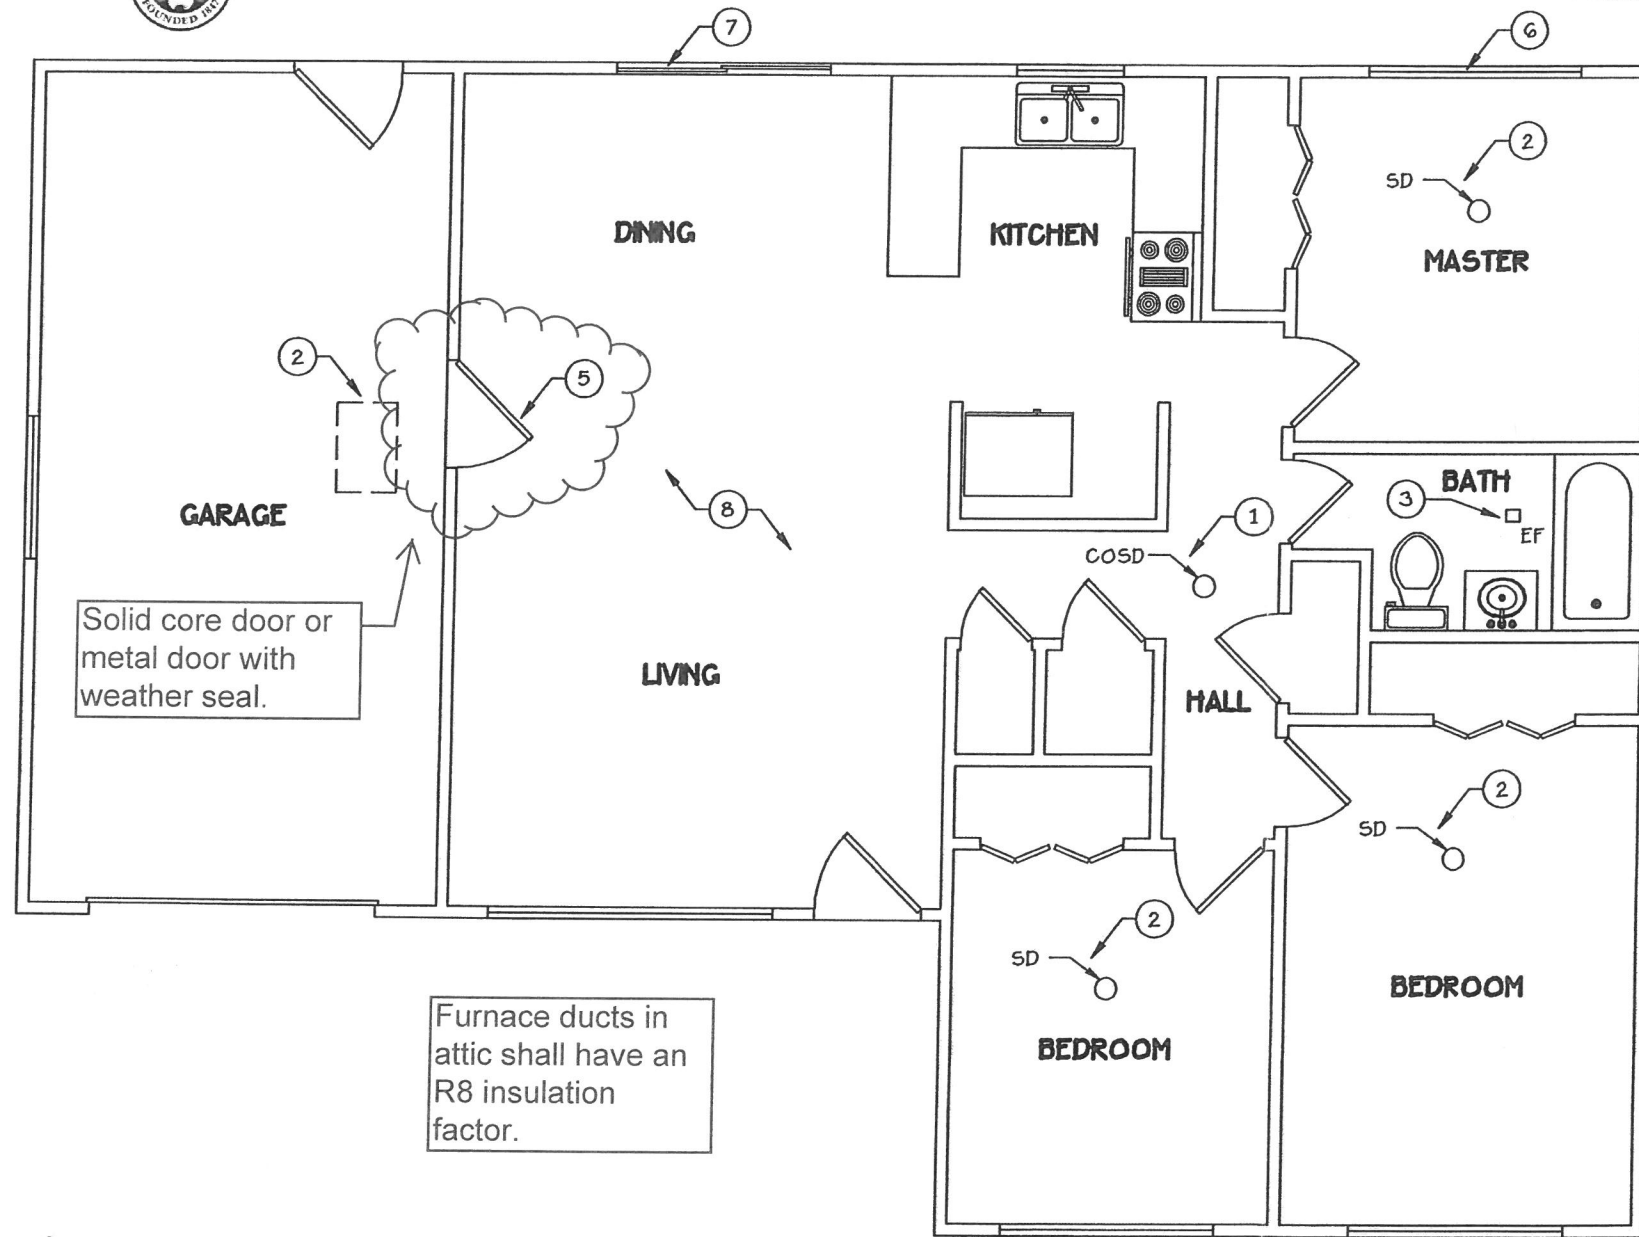 FOUNDED 1847
7
6
2
SD
DINING
KITCHEN
MASTER
2
5
BATH
3
EF
GARAGE
8
1
COSD
Solid core door or
metal door with
weather seal.
LIVING
HALL
2
SD
2
SD
BEDROOM
BEDROOM
Furnace ducts in
attic shall have an
R8 insulation
factor.